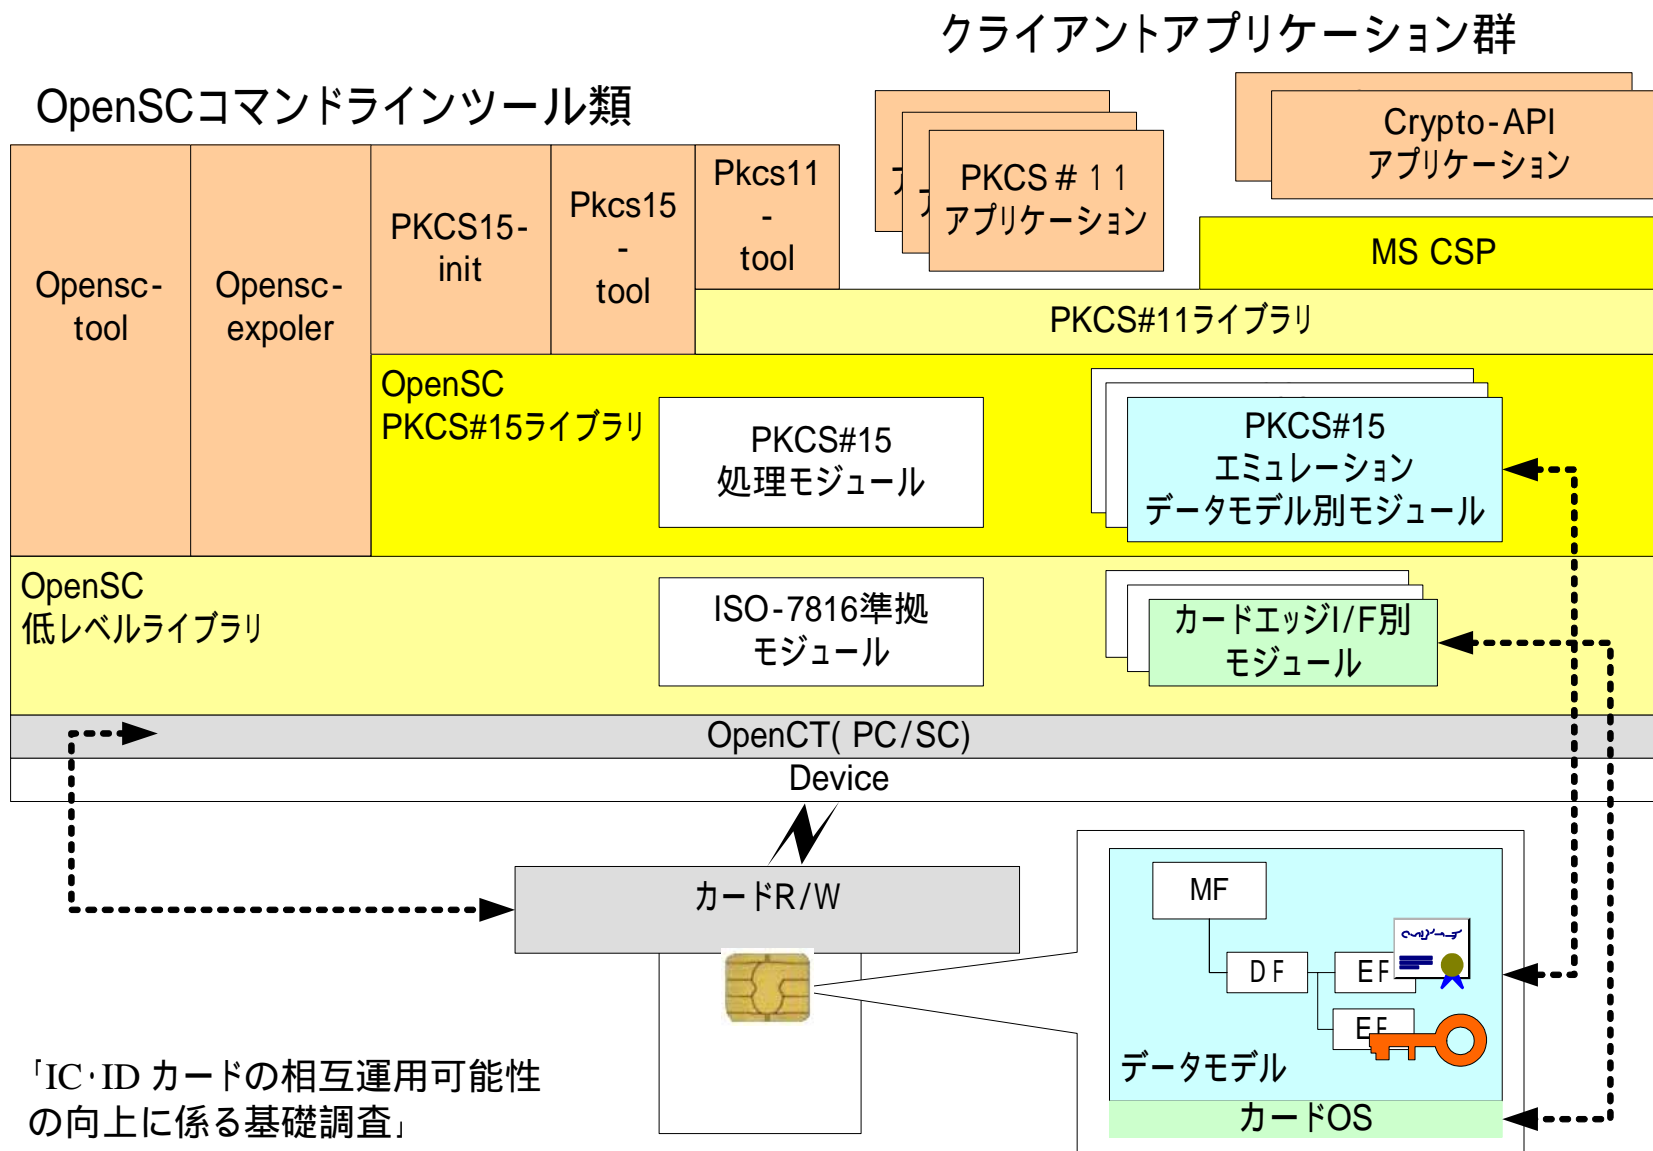 クライアントアプリケーション群
OpenSCコマンドラインツール類
Opensc-
tool
Opensc-
expoler
PKCS15-
init
Pkcs15
-
tool
Pkcs11
-
tool
ア
ア
PKCS＃１１
アプリケーション
Crypto-API
アプリケーション
MS CSP
PKCS#11ライブラリ
OpenSC
PKCS#15ライブラリ
PKCS#15
処理モジュール
PKCS#15
エミュレーション
データモデル別モジュール
OpenSC
低レベルライブラリ
ISO-7816準拠
モジュール
カードエッジI/F別
モジュール
OpenCT( PC/SC)
Device
カードR/W
MF
DF
EF
EF
データモデル
カードOS
「IC・ID カードの相互運用可能性
の向上に係る基礎調査」